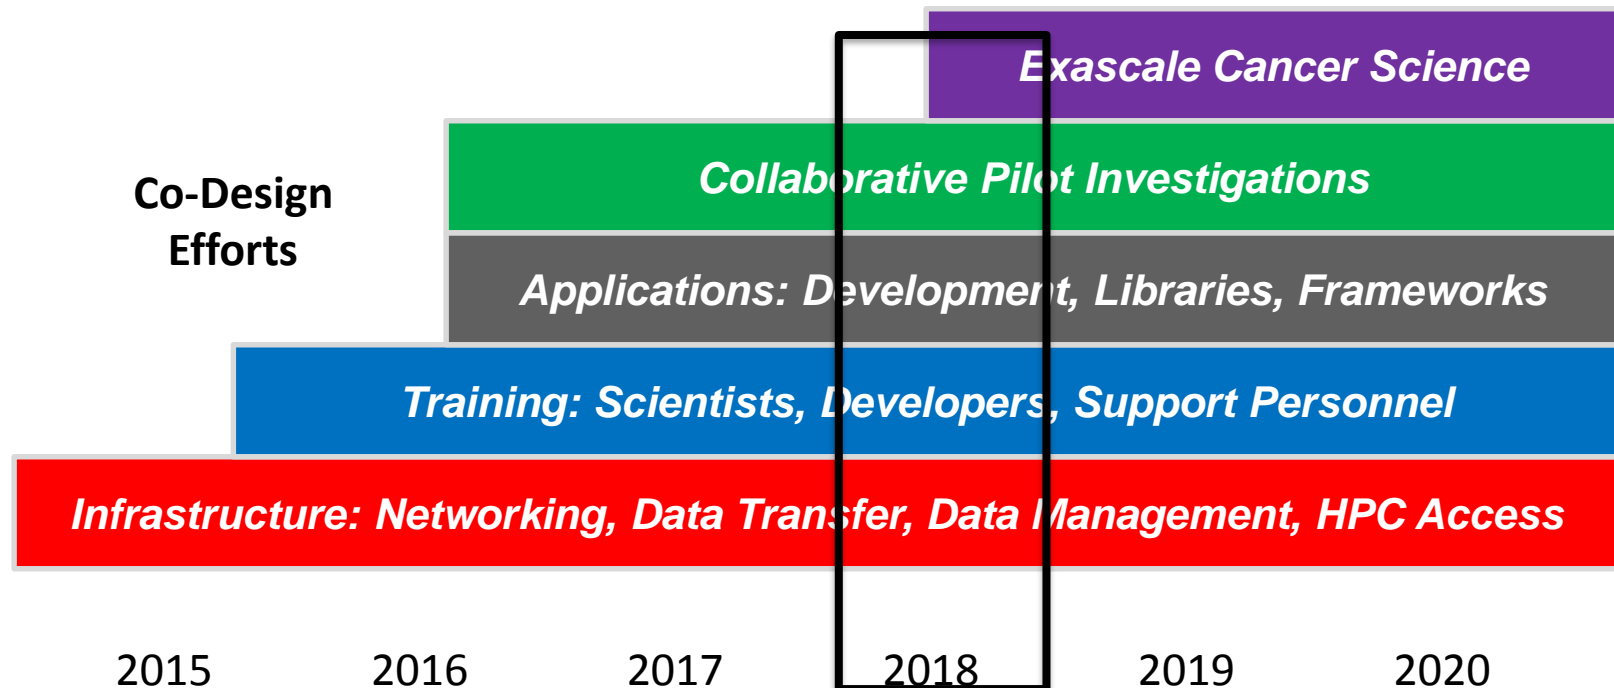 Exascale Cancer Science
Collaborative Pilot Investigations
Co-Design
Efforts
Applications: Development, Libraries, Frameworks
Training: Scientists, Developers, Support Personnel
Infrastructure: Networking, Data Transfer, Data Management, HPC Access
2015 2016 2017 2018 2019 2020